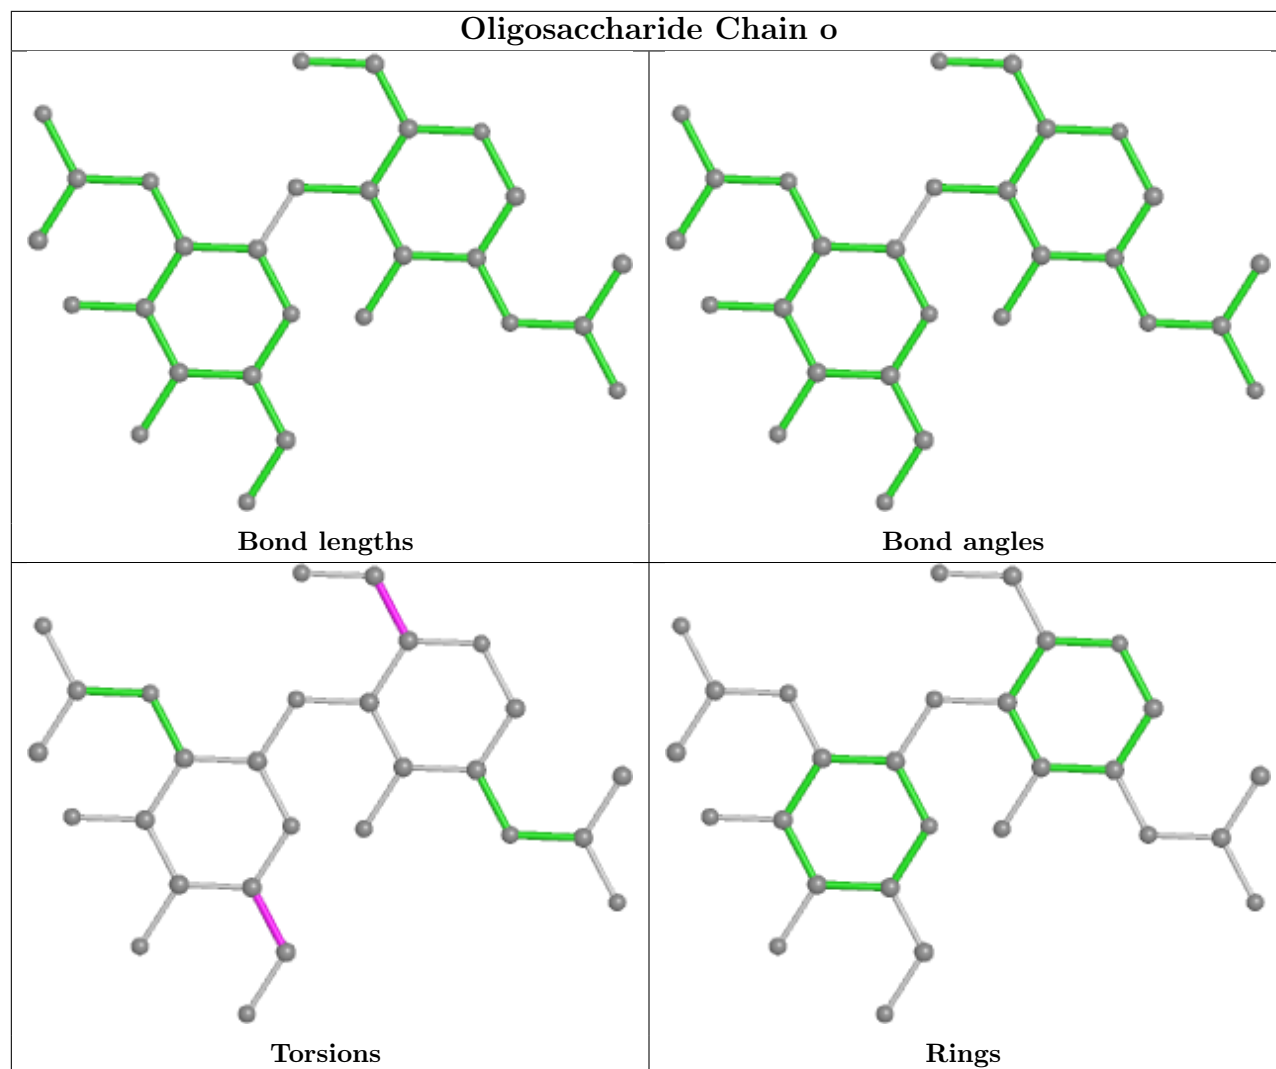 Oligosaccharide Chain o
Bond lengths
Bond angles
Torsions
Rings